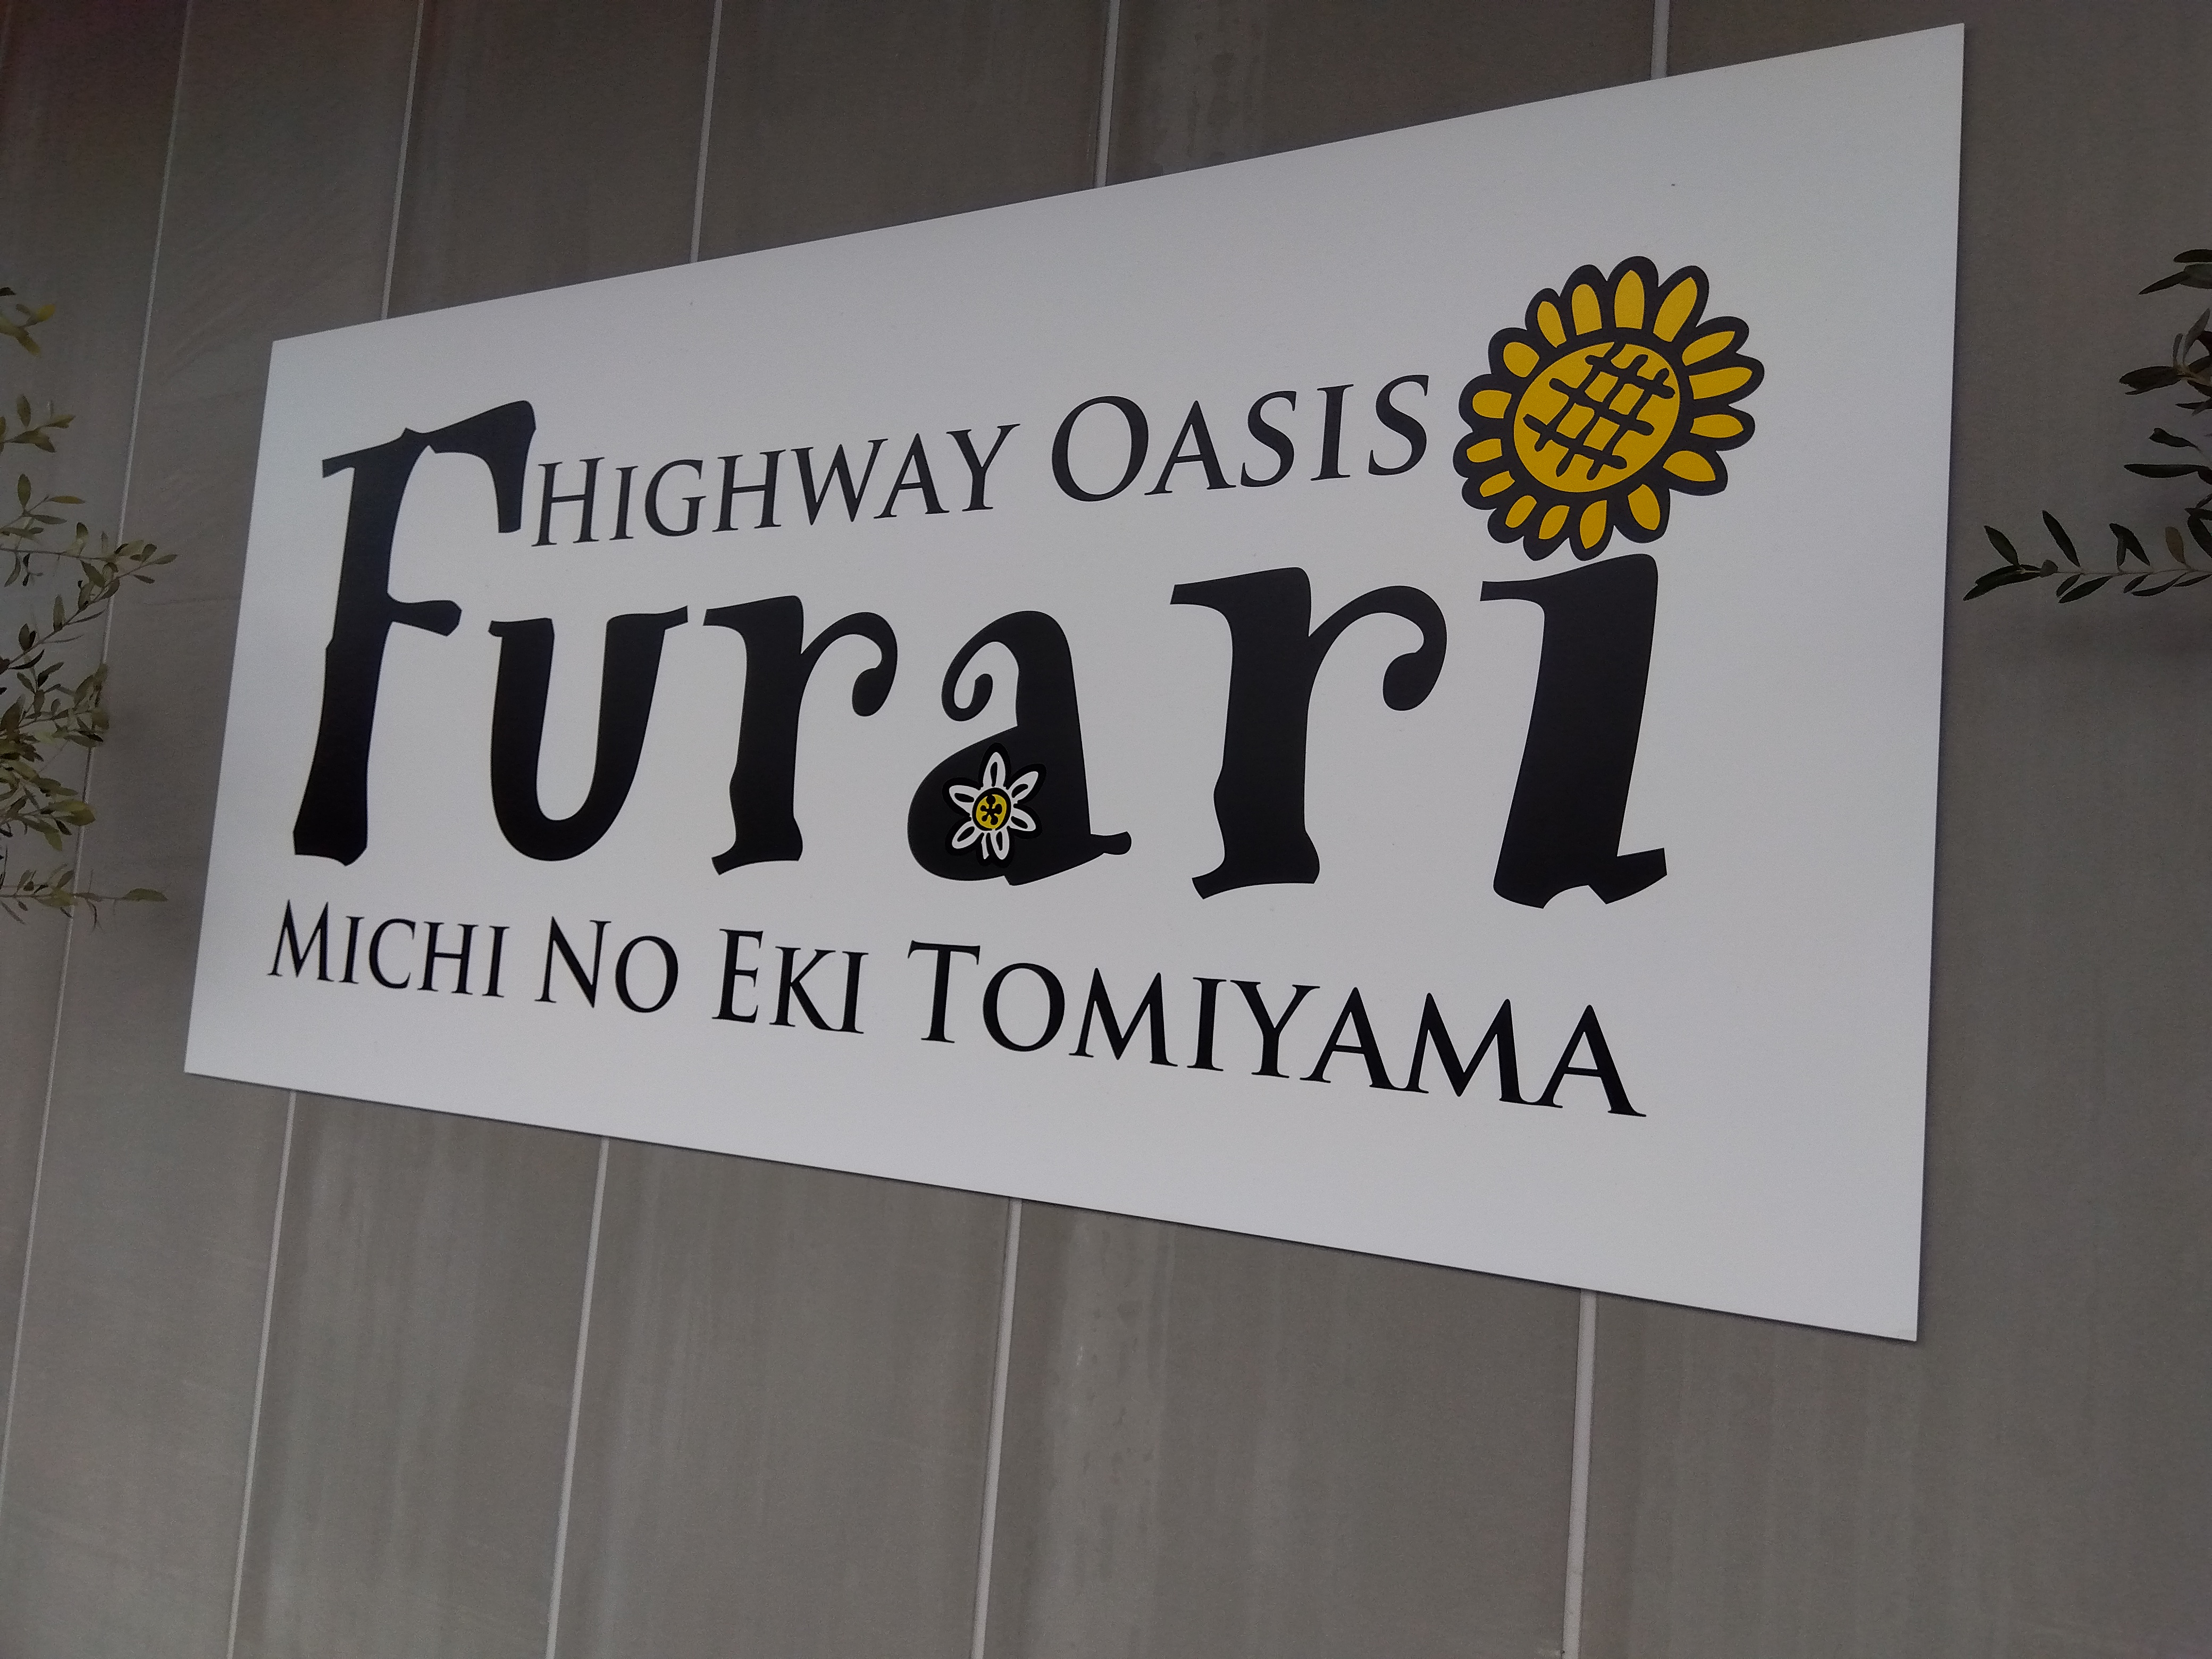 HIGHWAY OASIS
Furari
MICHI NO EKI TOMIYAMA